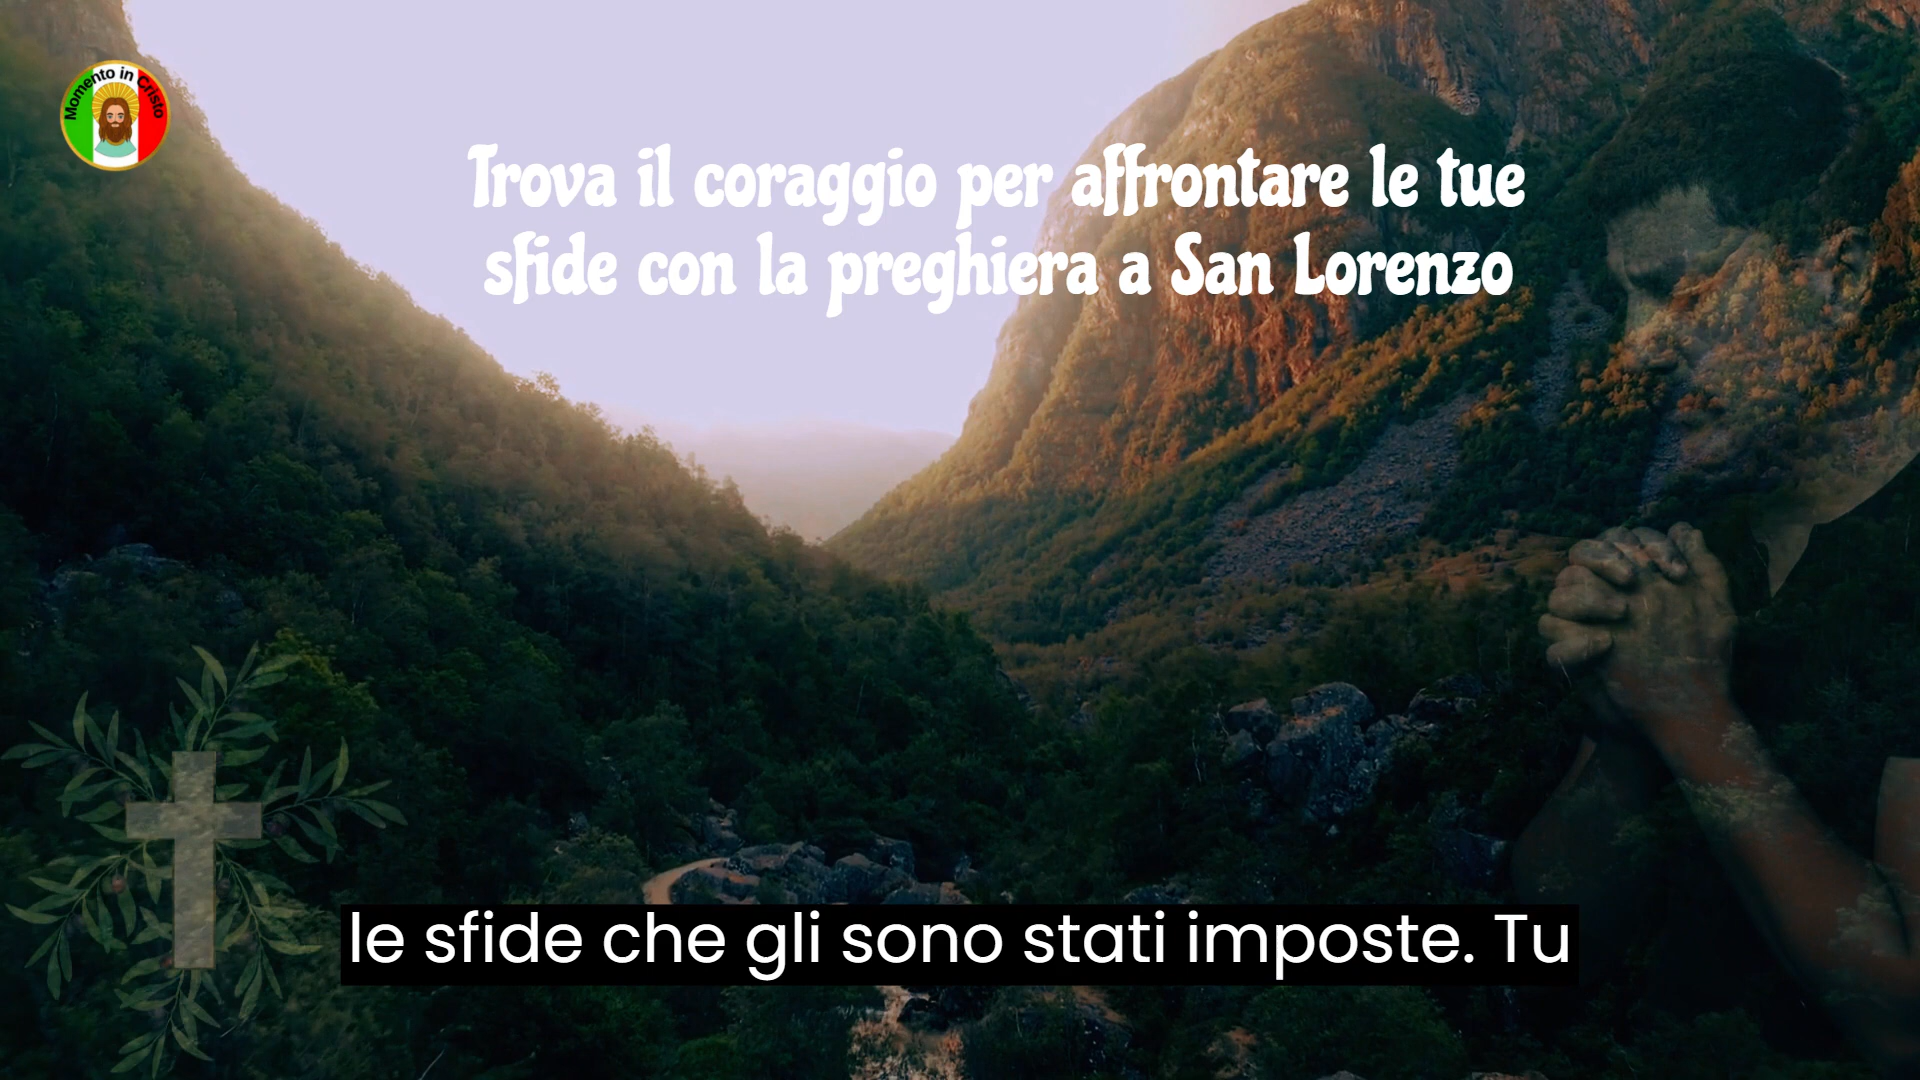 Momento in Cristo
Trova il coraggio per affrontare le tue
sfide con la preghiera a San Lorenzo
le sfide che gli sono stati imposte. Tu